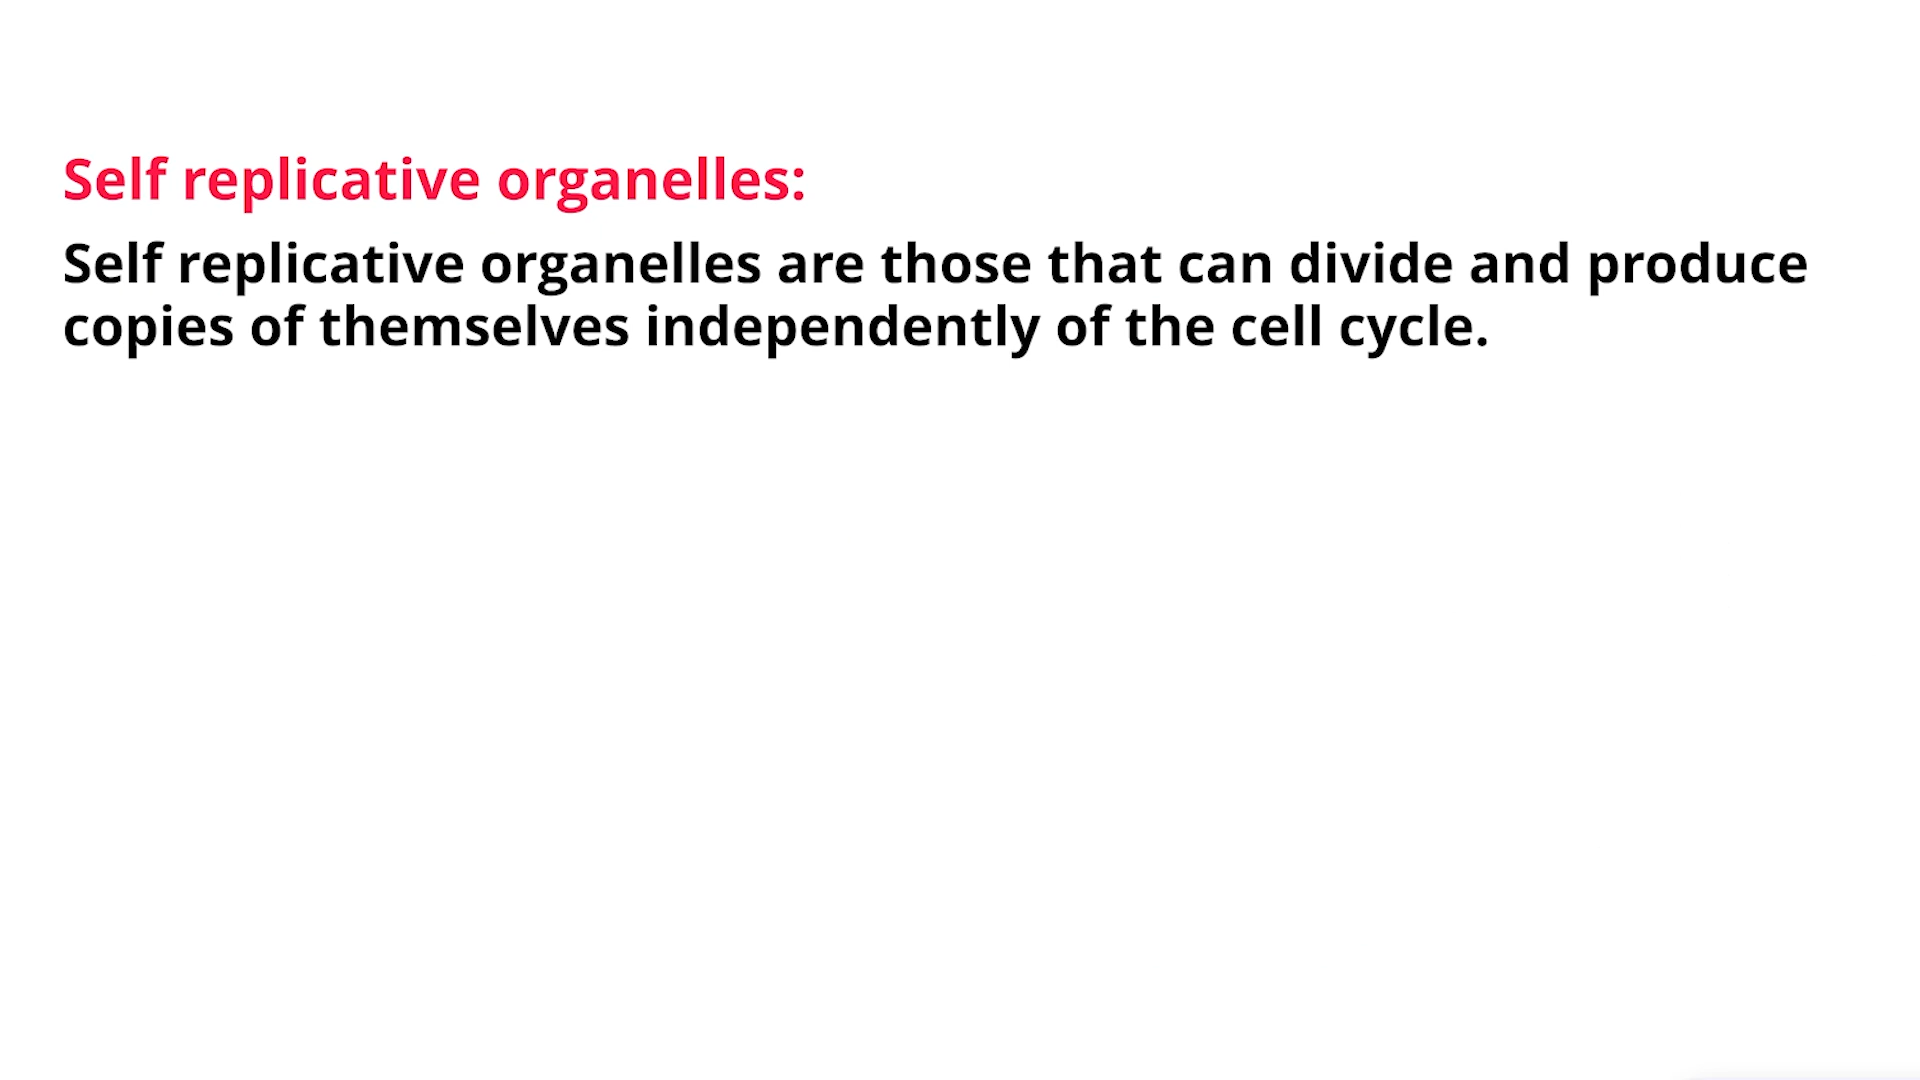 Self replicative organelles:
Self replicative organelles are those that can divide and produce
copies of themselves independently of the cell cycle.